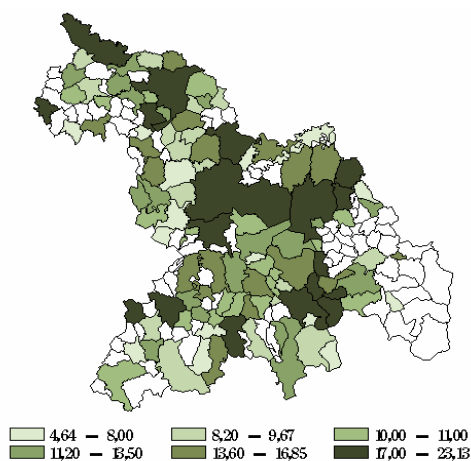 4,64 – 8,00 8,20 – 9,67 10,00 – 11,00
11,20 – 13,50 13,60 – 16,85 17,00 – 23,13